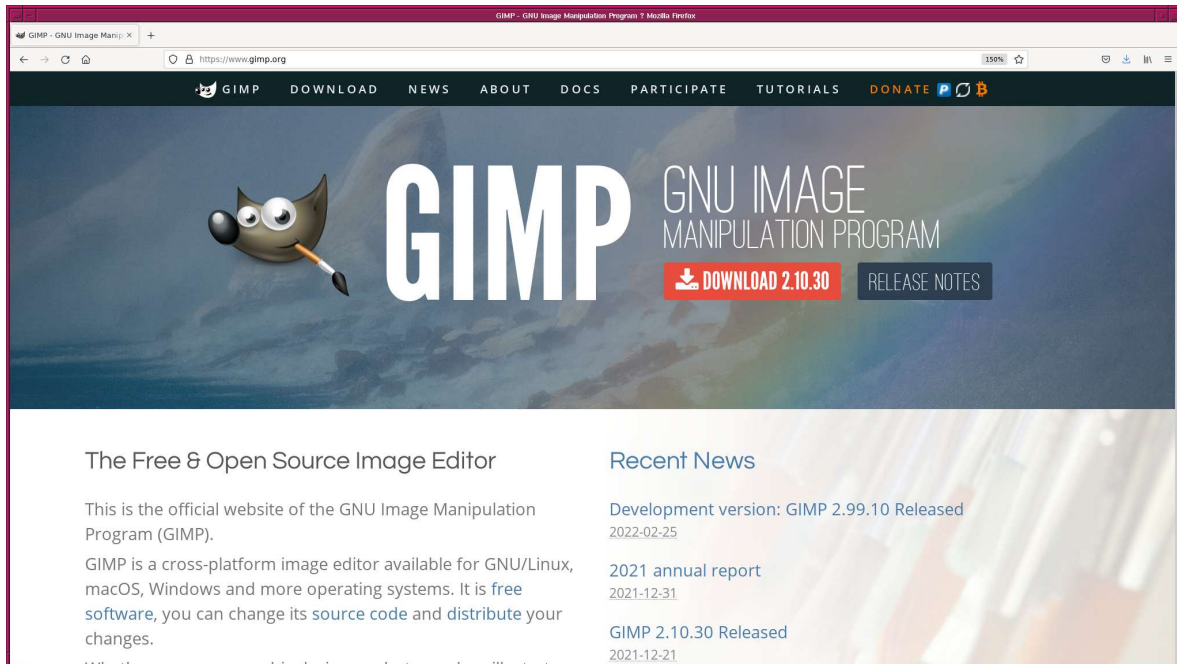 GIMP - GNU Image Manipulation Program ? Mozilla Firefox
GIMP - GNU Image Manip
https://www.gimp.org
150%
GIMP DOWNLOAD NEWS ABOUT DOCS PARTICIPATE TUTORIALS DONATE
GIMP
GNU IMAGE
MANIPULATION PROGRAM
DOWNLOAD 2.10.30
RELEASE NOTES
The Free & Open Source Image Editor
This is the official website of the GNU Image Manipulation
Program (GIMP).
GIMP is a cross-platform image editor available for GNU/Linux,
macOS, Windows and more operating systems. It is free
software, you can change its source code and distribute your
changes.
Recent News
Development version: GIMP 2.99.10 Released
2022-02-25
2021 annual report
2021-12-31
GIMP 2.10.30 Released
2021-12-21